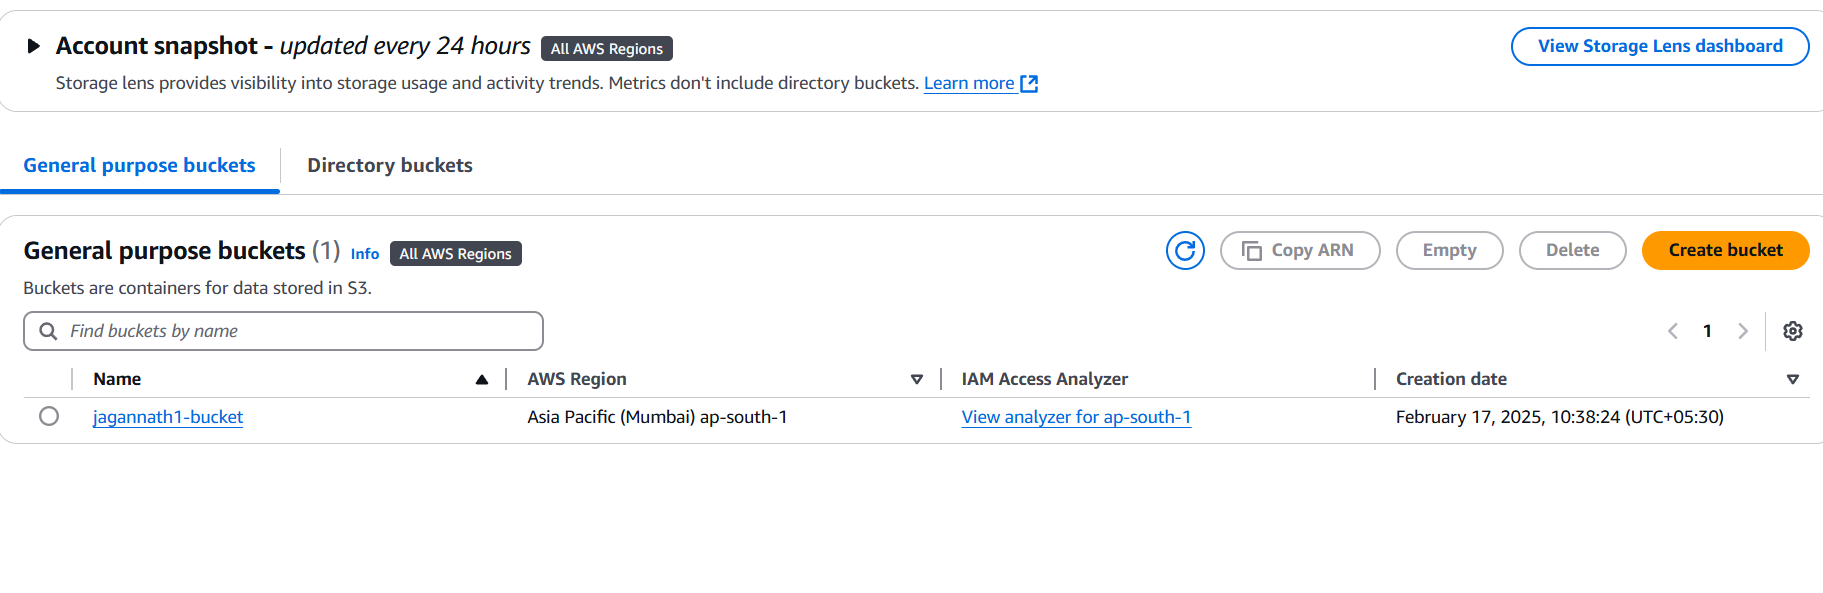 Account snapshot - updated every 24 hours All AWS Regions View Storage Lens dashboard
Storage lens provides visibility into storage usage and activity trends. Metrics don't include directory buckets. Learn more
General purpose buckets Directory buckets
General purpose buckets (1) Info All AWS Regions Copy ARN Empty Delete Create bucket
Buckets are containers for data stored in S3.
Find buckets by name 1
Name AWS Region IAM Access Analyzer Creation date
jagannath1-bucket Asia Pacific (Mumbai) ap-south-1 View analyzer for ap-south-1 February 17, 2025, 10:38:24 (UTC+05:30)